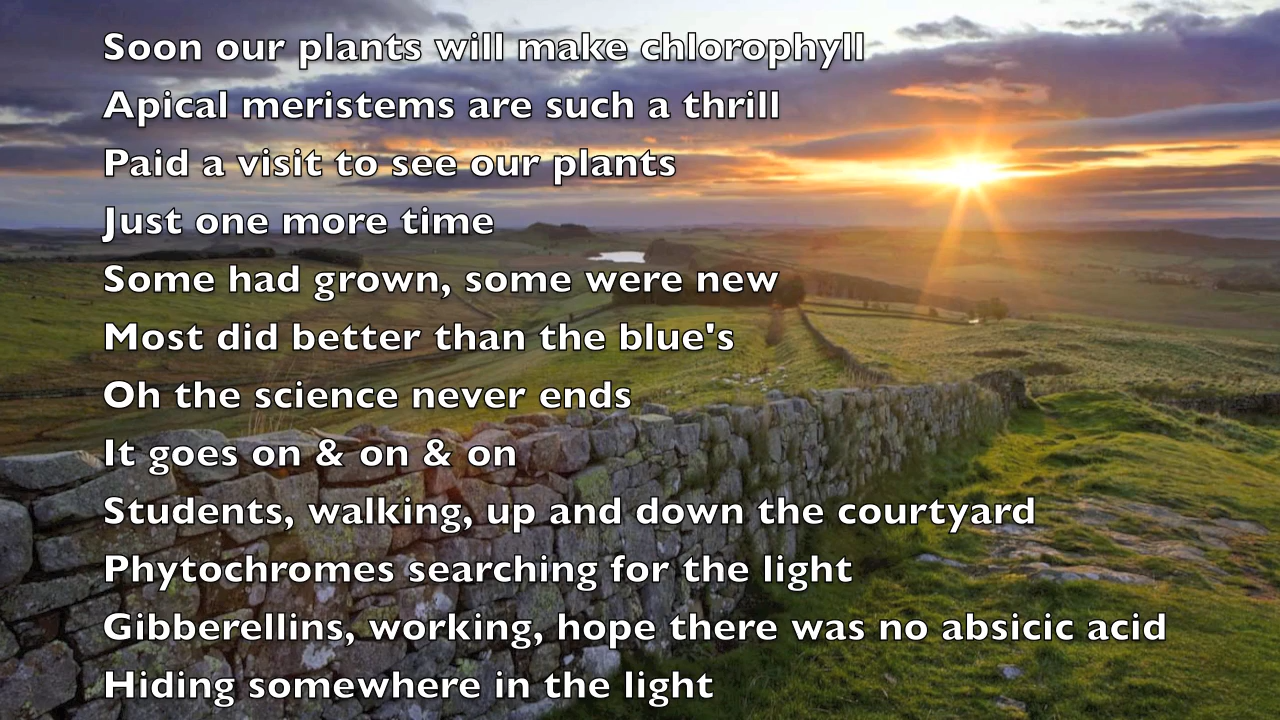 Soon our plants will make chlorophyll
Apical meristems are such a thrill
Paid a visit to see our plants
Just one more time
Some had grown, some were new
Most did better than the blue's
Oh the science never ends
It goes on & on & on
Students, walking, up and down the courtyard
Phytochromes searching for the light
Gibberellins, working, hope there was no absicic acid
Hiding somewhere in the light